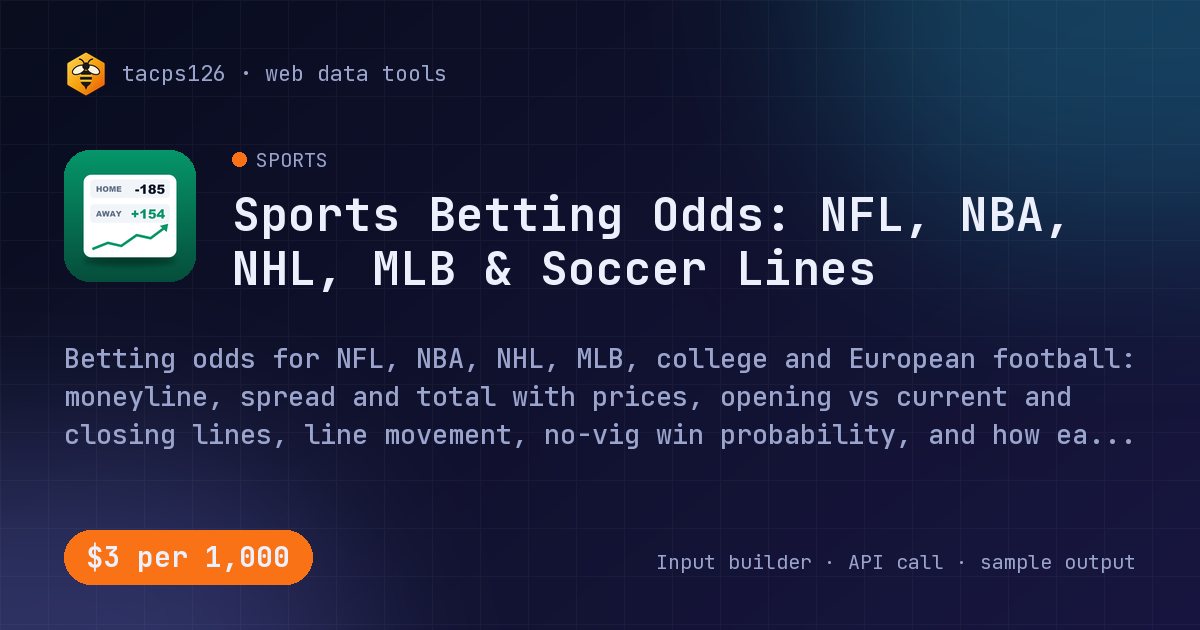 tacps126 · web data tools
HOME -185
AWAY +154
SPORTS
Sports Betting Odds: NFL, NBA,
NHL, MLB & Soccer Lines
Betting odds for NFL, NBA, NHL, MLB, college and European football:
moneyline, spread and total with prices, opening vs current and
closing lines, line movement, no-vig win probability, and how ea...
$3 per 1,000
Input builder · API call · sample output